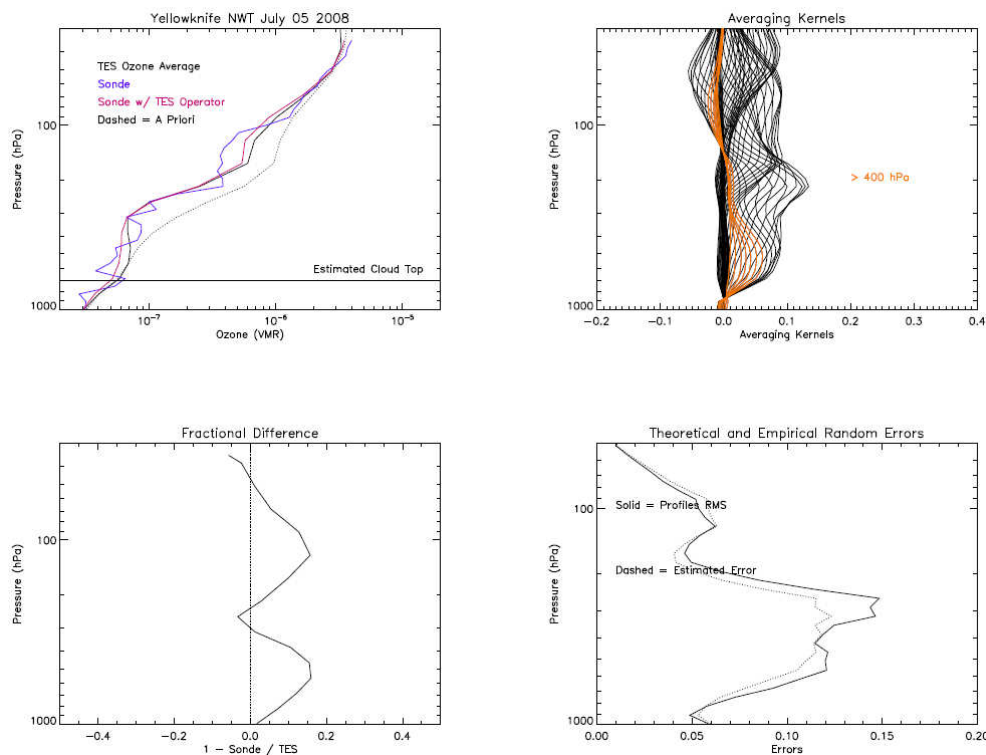 Yellowknife NWT July 05 2008
TES Ozone Average
Sonde
Sonde w/ TES Operator
Dashed = A Priori
Estimated Cloud Top
Pressure (hPa)
100
1000
10⁻⁷
10⁻⁶
10⁻⁵
Ozone (VMR)
Averaging Kernels
> 400 hPa
Pressure (hPa)
100
1000
−0.2
−0.1
0.0
0.1
0.2
0.3
0.4
Averaging Kernels
Fractional Difference
Pressure (hPa)
100
1000
−0.4
−0.2
0.0
0.2
0.4
1 − Sonde / TES
Theoretical and Empirical Random Errors
Solid = Profiles RMS
Dashed = Estimated Error
Pressure (hPa)
100
1000
0.00
0.05
0.10
0.15
0.20
Errors